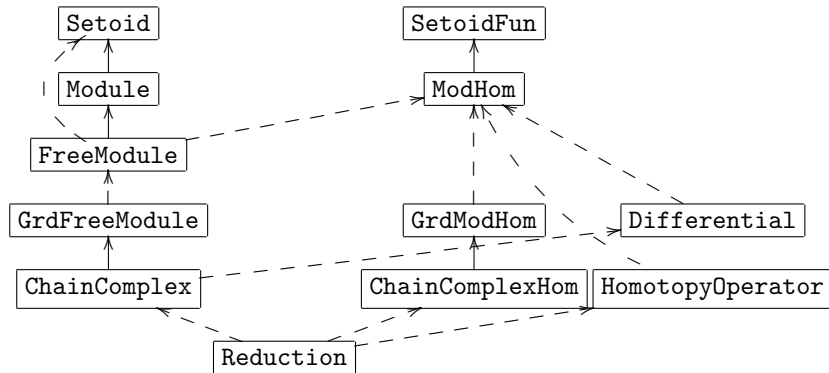 Setoid SetoidFun
Module ModHom
FreeModule
GrdFreeModule GrdModHom Differential
ChainComplex ChainComplexHom HomotopyOperator
Reduction